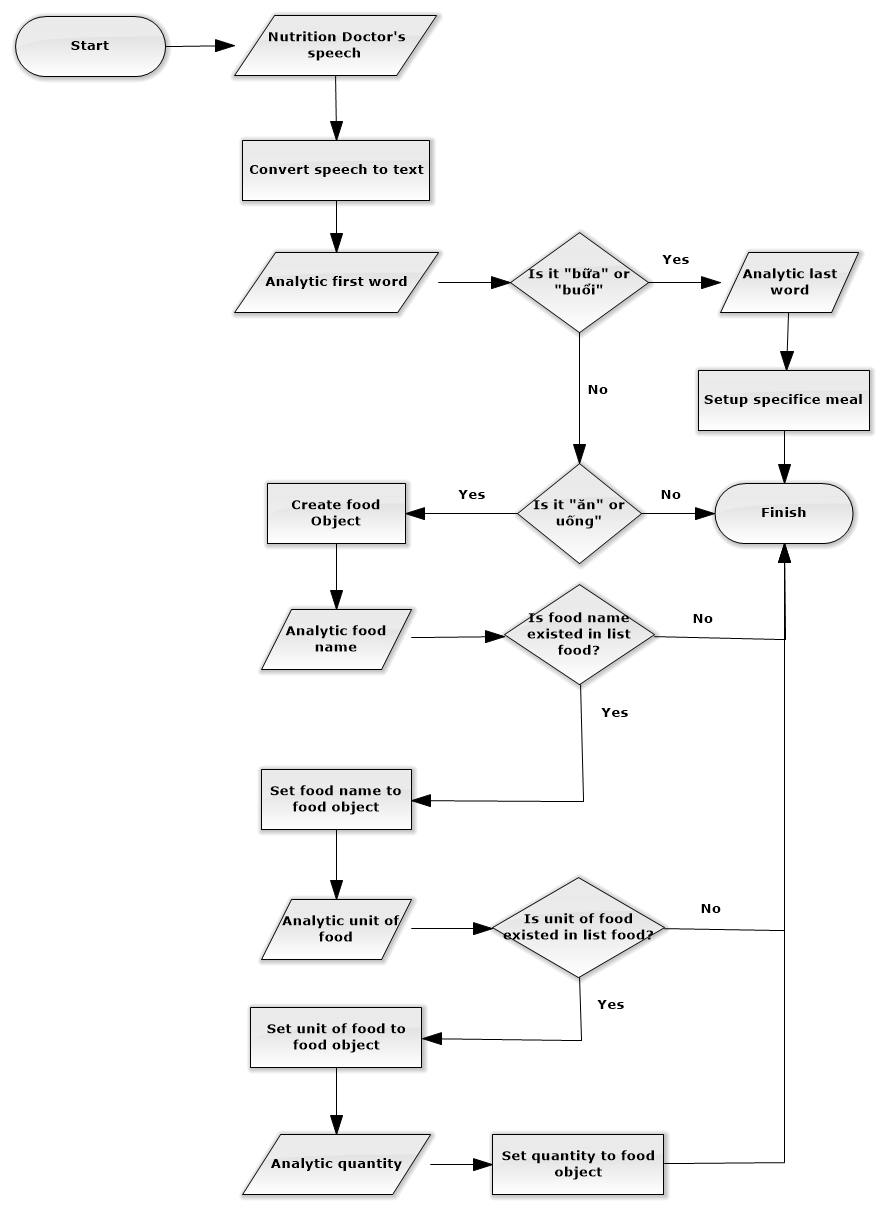 Start
Nutrition Doctor's
speech
Convert speech to text
Analytic first word
Is it "bữa" or
"buổi"
Yes
Analytic last
word
No
Setup specifice meal
Create food
Object
Yes
Is it "ăn" or
uống"
No
Finish
Analytic food
name
Is food name
existed in list
food?
No
Yes
Set food name to
food object
Analytic unit of
food
Is unit of food
existed in list food?
No
Yes
Set unit of food to
food object
Analytic quantity
Set quantity to food
object